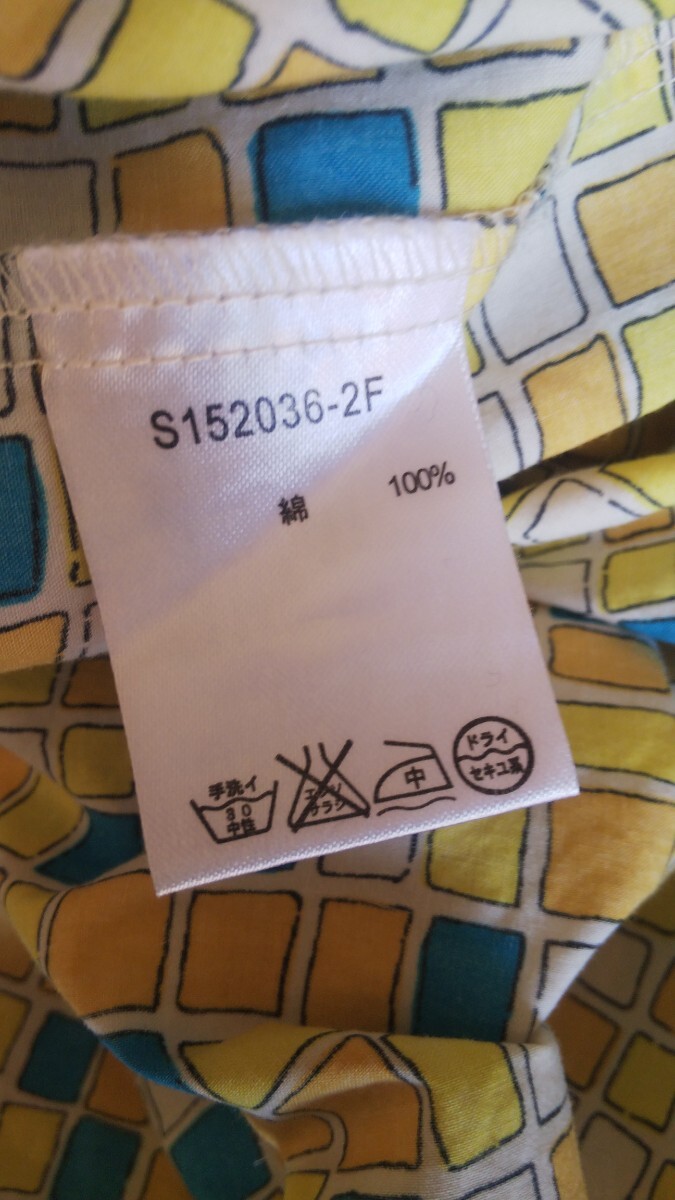 S152036-2F
綿 100%
手洗イ
30
中性
エンソ
サラシ
中
ドライ
セキユ系